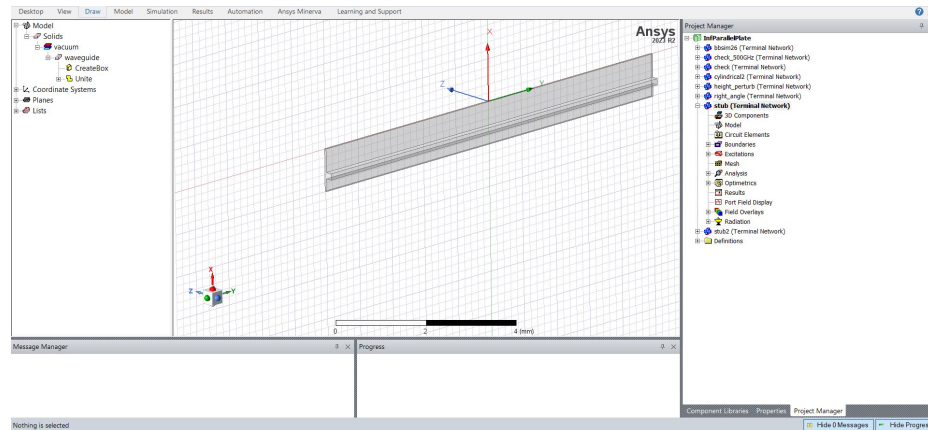 Desktop View Draw Model Simulation Results Automation Ansys Minerva Learning and Support
Model
Solids
vacuum
waveguide
CreateBox
Unite
Coordinate Systems
Planes
Lists
Ansys
2023 R2
X
Z
Y
X
Z
Y
0 2 4 (mm)
Project Manager
InfParallelPlate
bbsim26 (Terminal Network)
check_500GHz (Terminal Network)
check (Terminal Network)
cylindrical2 (Terminal Network)
height_perturb (Terminal Network)
right_angle (Terminal Network)
stub (Terminal Network)
3D Components
Model
Circuit Elements
Boundaries
Excitations
Mesh
Analysis
Optimetrics
Results
Port Field Display
Field Overlays
Radiation
stub2 (Terminal Network)
Definitions
Message Manager
Progress
Component Libraries Properties Project Manager
Nothing is selected
Hide 0 Messages Hide Progres